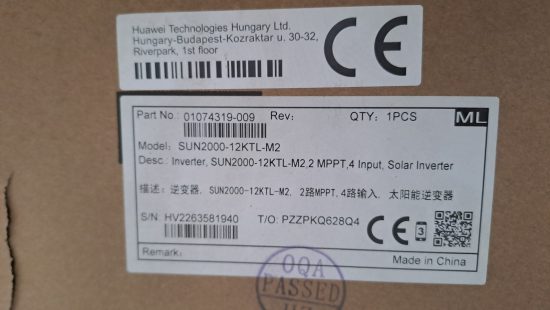 Huawei Technologies Hungary Ltd.
Hungary-Budapest-Kozraktar u. 30-32,
Riverpark, 1st floor
CE
Part No.: 01074319-009 Rev: QTY: 1PCS ML
Model: SUN2000-12KTL-M2
Desc: Inverter, SUN2000-12KTL-M2,2 MPPT,4 Input, Solar Inverter
描述: 逆变器, SUN2000-12KTL-M2, 2路MPPT, 4路输入, 太阳能逆变器
S/N: HV2263581940 T/O: PZZPKQ628Q4
CE 3
Remark: Made in China
OQA
PASSED